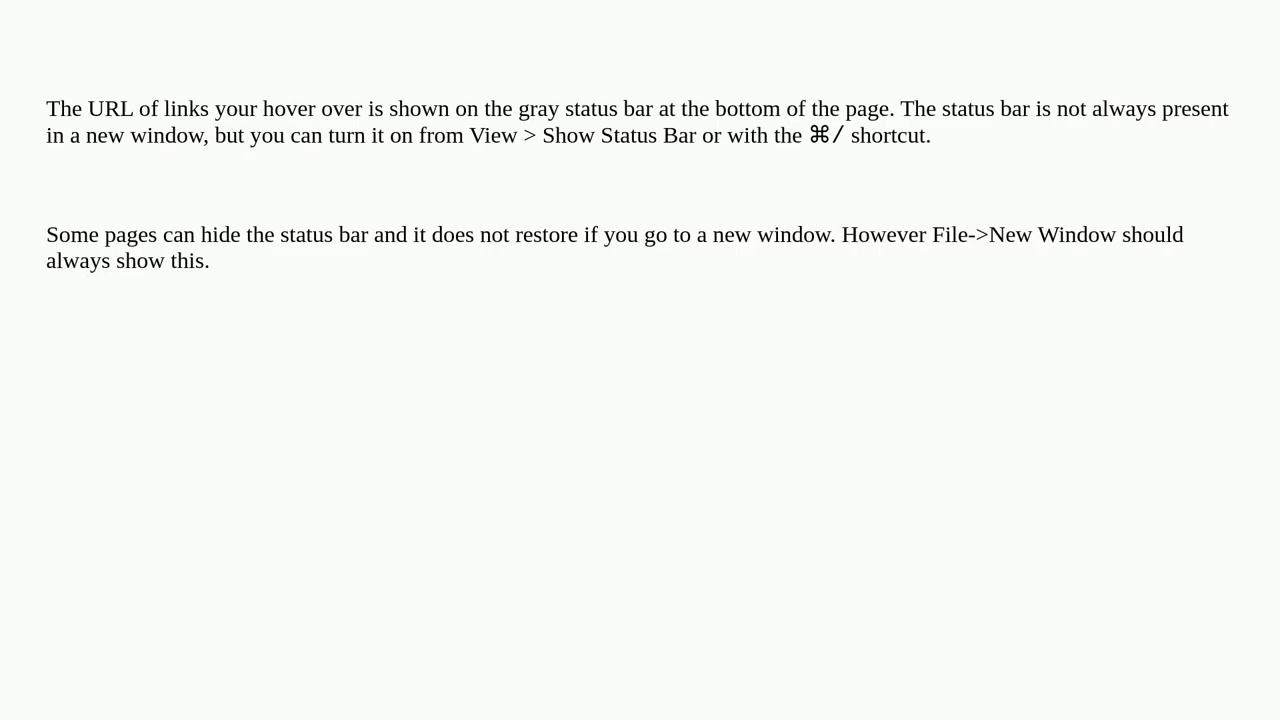 The URL of links your hover over is shown on the gray status bar at the bottom of the page. The status bar is not always present
in a new window, but you can turn it on from View > Show Status Bar or with the ⌘/ shortcut.
Some pages can hide the status bar and it does not restore if you go to a new window. However File->New Window should
always show this.